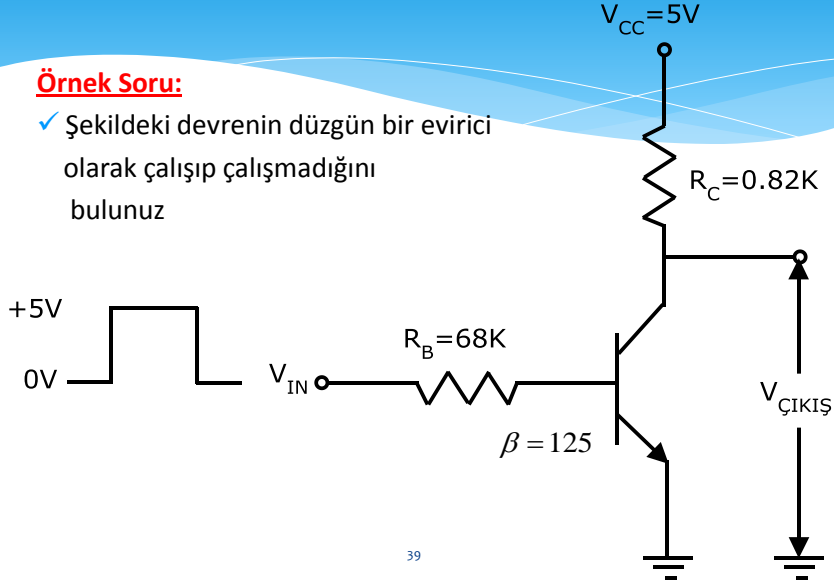 V_CC=5V
Örnek Soru:
✓ Şekildeki devrenin düzgün bir evirici
olarak çalışıp çalışmadığını
bulunuz
R_C=0.82K
+5V
0V
V_IN
R_B=68K
β = 125
V_ÇIKIŞ
39